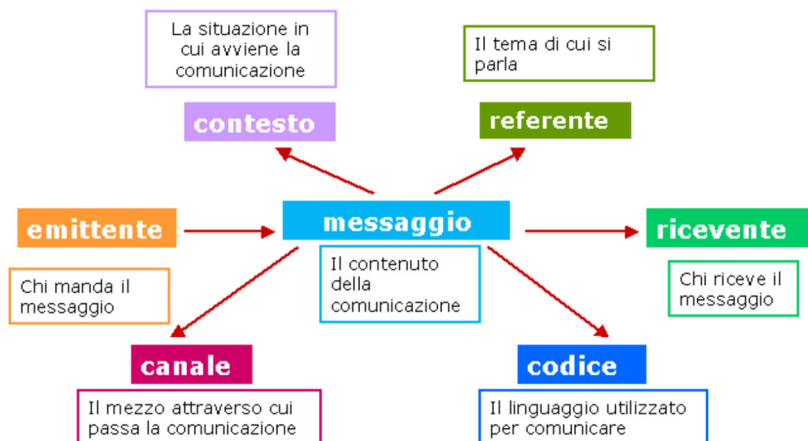 La situazione in
cui avviene la
comunicazione
contesto
Il tema di cui si
parla
referente
emittente
Chi manda il
messaggio
messaggio
Il contenuto
della
comunicazione
ricevente
Chi riceve il
messaggio
canale
Il mezzo attraverso cui
passa la comunicazione
codice
Il linguaggio utilizzato
per comunicare